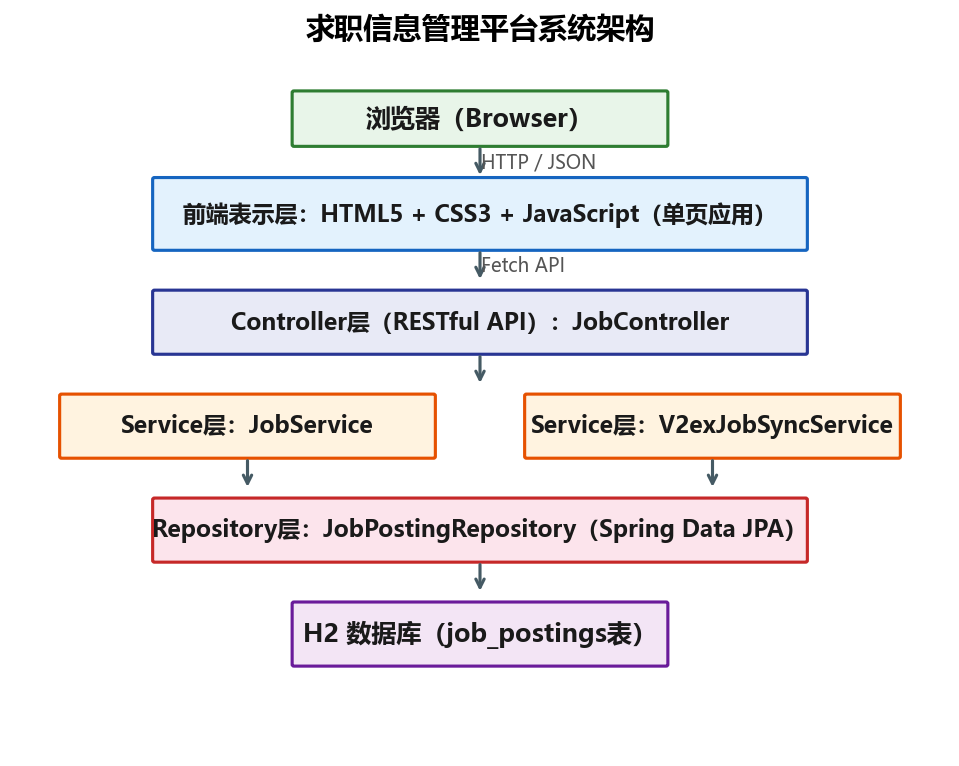 求职信息管理平台系统架构
浏览器（Browser）
HTTP / JSON
前端表示层：HTML5 + CSS3 + JavaScript（单页应用）
Fetch API
Controller层（RESTful API）：JobController
Service层：JobService
Service层：V2exJobSyncService
Repository层：JobPostingRepository（Spring Data JPA）
H2 数据库（job_postings表）